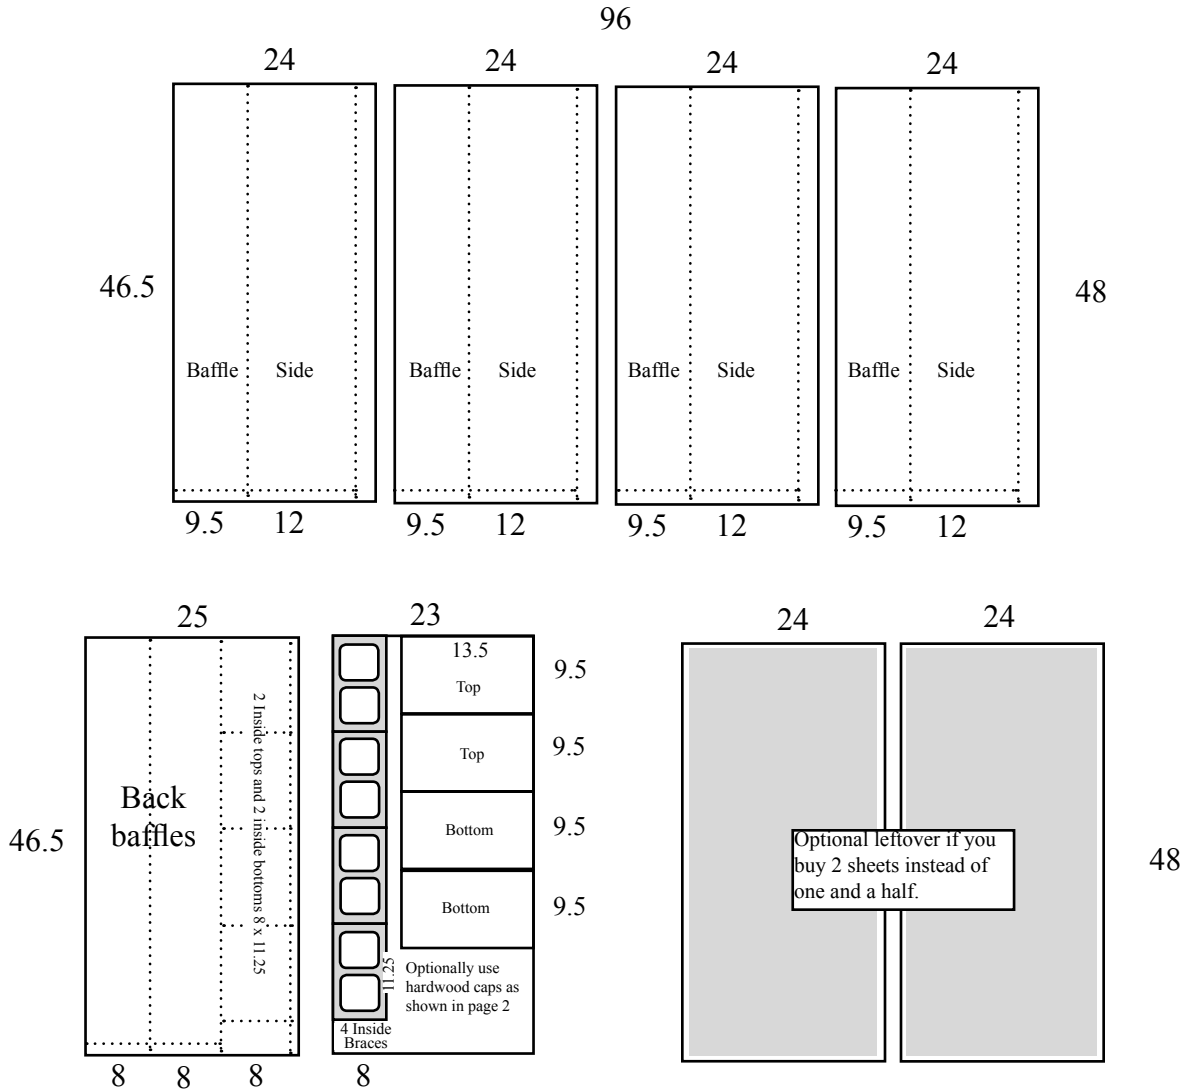 96
24
24
24
24
46.5
48
Baffle
Side
Baffle
Side
Baffle
Side
Baffle
Side
9.5
12
9.5
12
9.5
12
9.5
12
25
23
24
24
46.5
Back
baffles
2 Inside tops and 2 inside bottoms 8 x 11.25
8
8
8
13.5
Top
9.5
Top
9.5
Bottom
9.5
Bottom
9.5
11.25
Optionally use
hardwood caps as
shown in page 2
4 Inside
Braces
8
Optional leftover if you
buy 2 sheets instead of
one and a half.
48